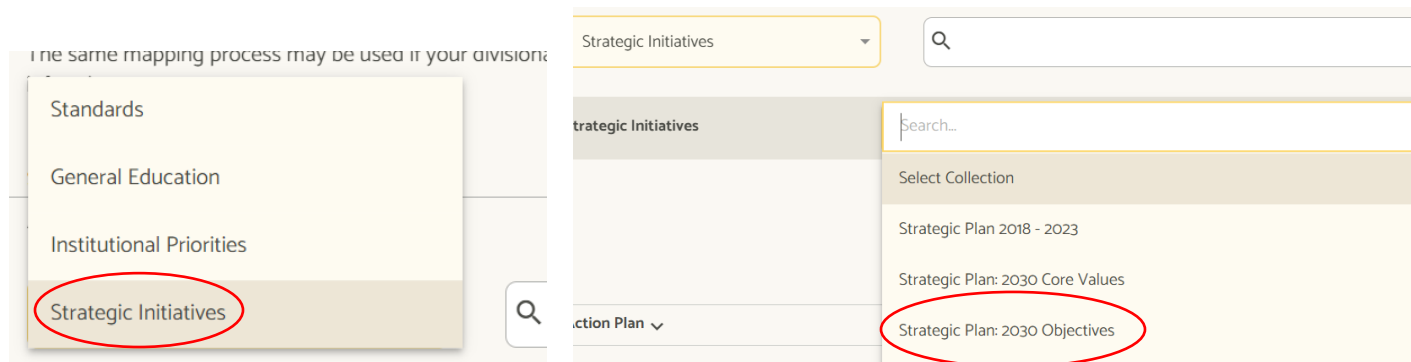 The same mapping process may be used if your divisiona
Standards
General Education
Institutional Priorities
Strategic Initiatives
Strategic Initiatives
trategic Initiatives
Search...
Select Collection
Strategic Plan 2018 - 2023
Strategic Plan: 2030 Core Values
Strategic Plan: 2030 Objectives
ction Plan